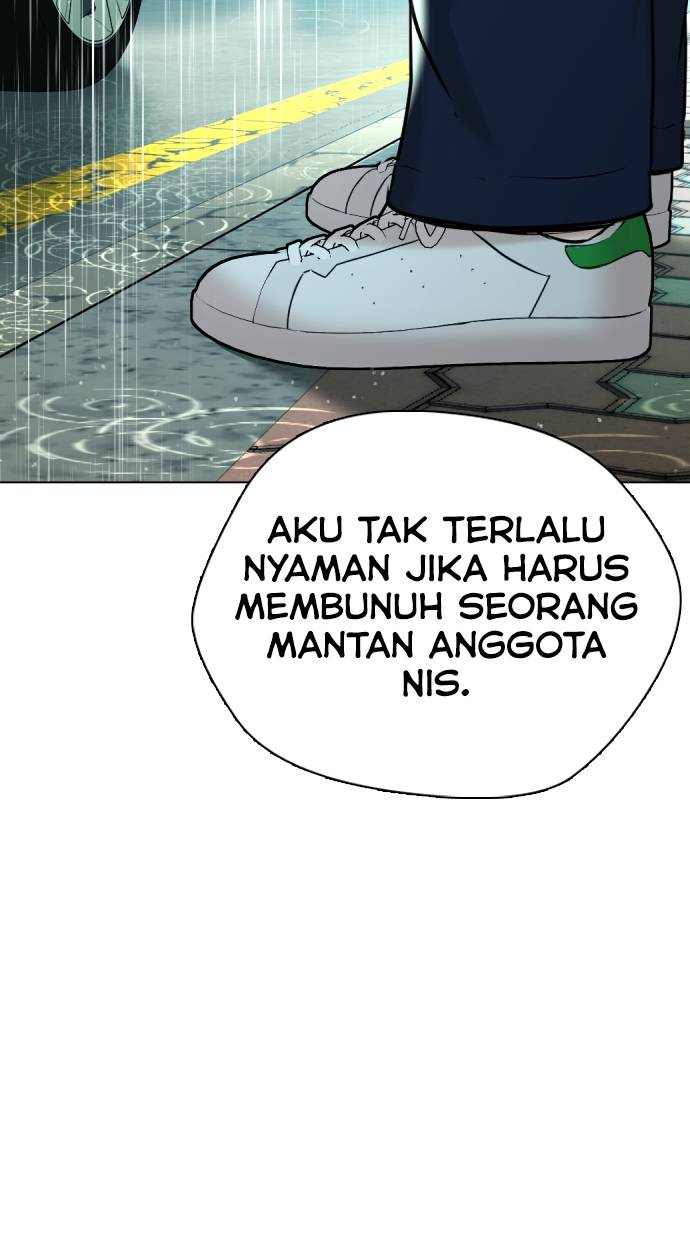 AKU TAK TERLALU
NYAMAN JIKA HARUS
MEMBUNUH SEORANG
MANTAN ANGGOTA
NIS.